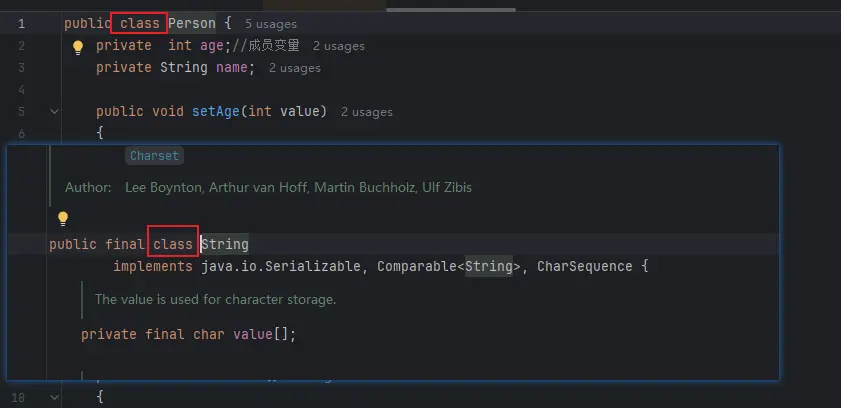 1 public class Person { 5 usages
2 private int age;//成员变量 2 usages
3 private String name; 2 usages
4
5 public void setAge(int value) 2 usages
6 {
Charset
Author: Lee Boynton, Arthur van Hoff, Martin Buchholz, Ulf Zibis
public final class String
implements java.io.Serializable, Comparable<String>, CharSequence {
The value is used for character storage.
private final char value[];
18 {